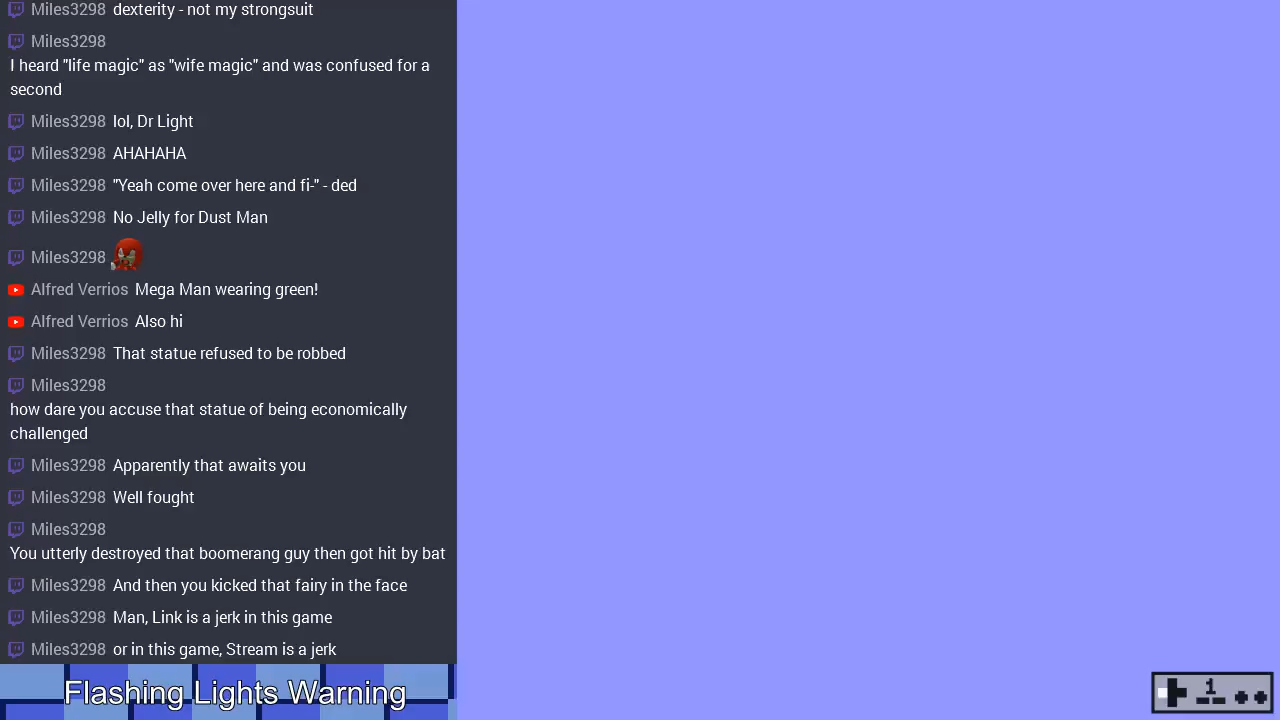 Miles3298 dexterity - not my strongsuit
Miles3298
I heard "life magic" as "wife magic" and was confused for a
second
Miles3298 lol, Dr Light
Miles3298 AHAHAHA
Miles3298 "Yeah come over here and fi-" - ded
Miles3298 No Jelly for Dust Man
Miles3298
Alfred Verrios Mega Man wearing green!
Alfred Verrios Also hi
Miles3298 That statue refused to be robbed
Miles3298
how dare you accuse that statue of being economically
challenged
Miles3298 Apparently that awaits you
Miles3298 Well fought
Miles3298
You utterly destroyed that boomerang guy then got hit by bat
Miles3298 And then you kicked that fairy in the face
Miles3298 Man, Link is a jerk in this game
Miles3298 or in this game, Stream is a jerk
Flashing Lights Warning
1